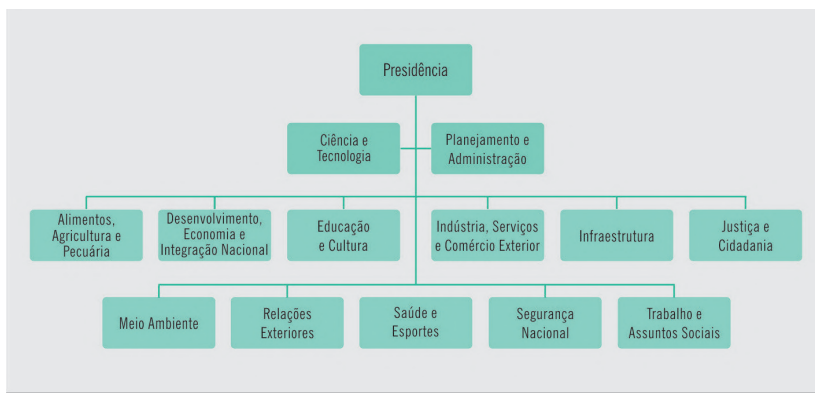 Presidência
Ciência e
Tecnologia
Planejamento e
Administração
Alimentos,
Agricultura e
Pecuária
Desenvolvimento,
Economia e
Integração Nacional
Educação
e Cultura
Indústria, Serviços
e Comércio Exterior
Infraestrutura
Justiça e
Cidadania
Meio Ambiente
Relações
Exteriores
Saúde e
Esportes
Segurança
Nacional
Trabalho e
Assuntos Sociais